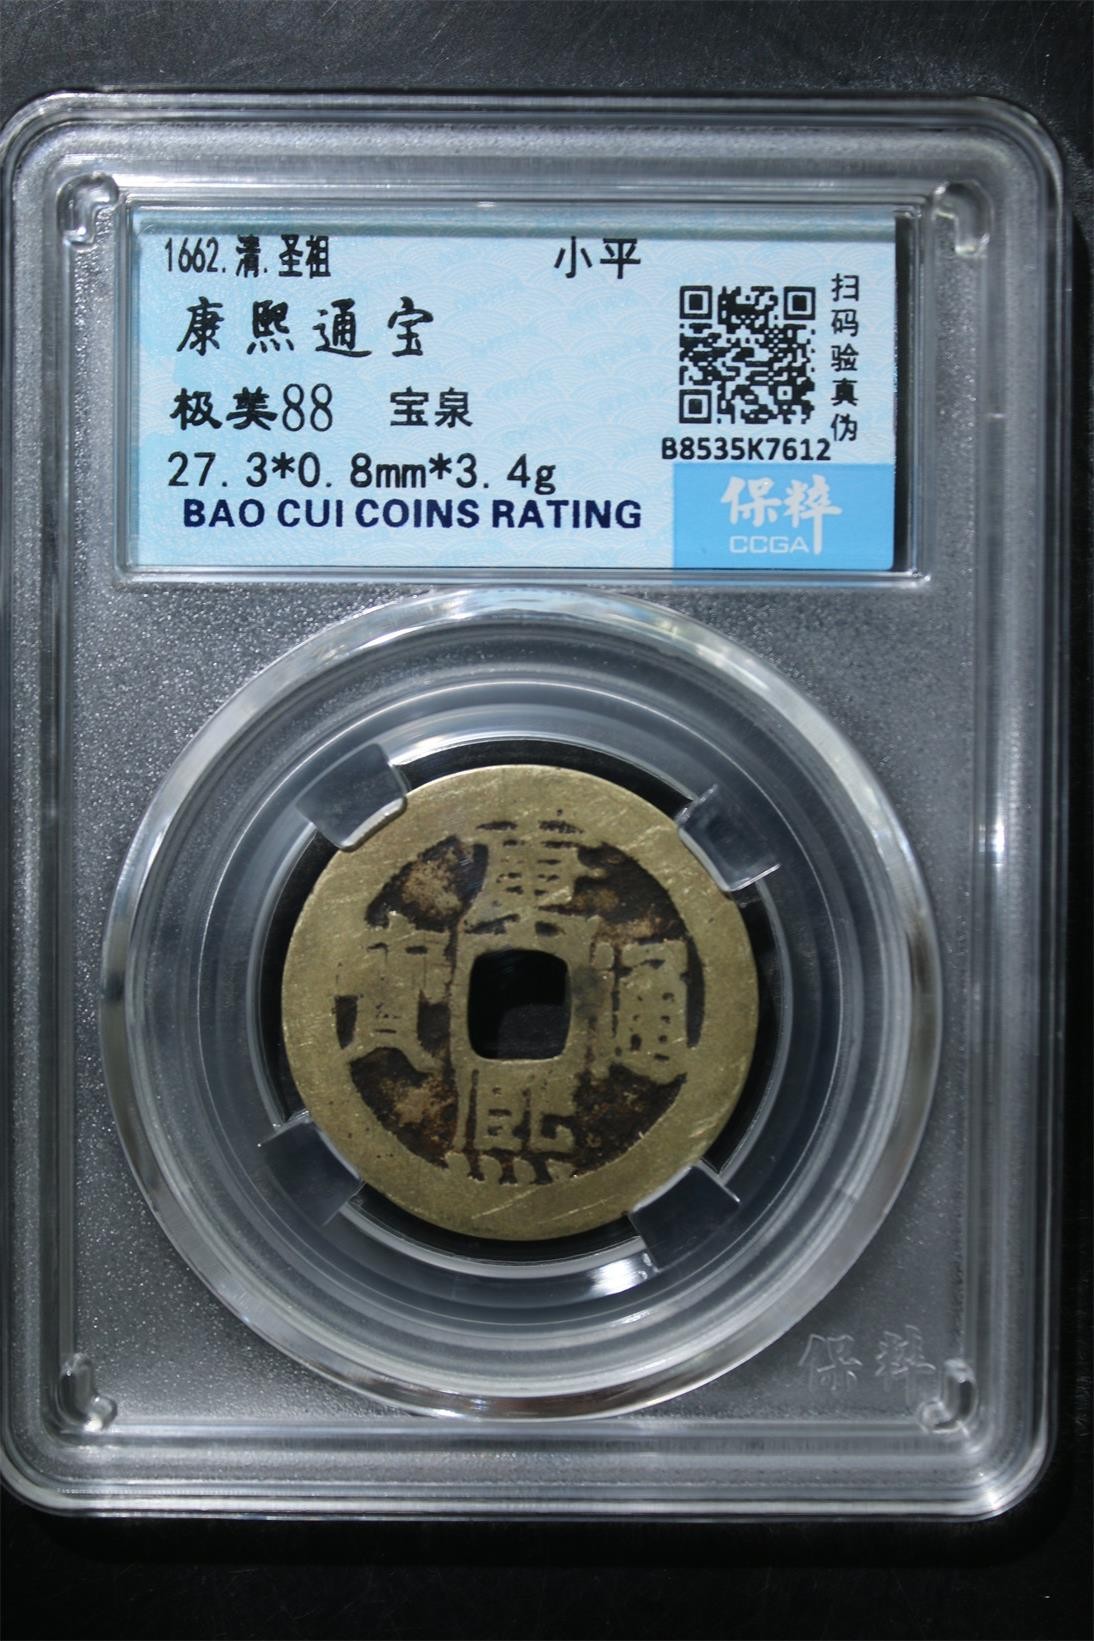 1662.清.圣祖 小平
康熙通宝
极美88 宝泉
27.3*0.8mm*3.4g
BAO CUI COINS RATING
扫码验真伪
B8535K7612
保粹
CCGA
康熙通寳
保粹